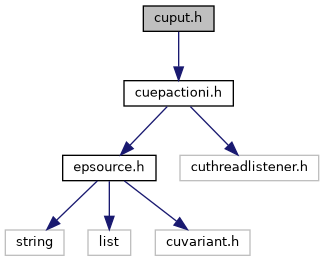 cuput.h
cuepactioni.h
epsource.h
cuthreadlistener.h
string
list
cuvariant.h